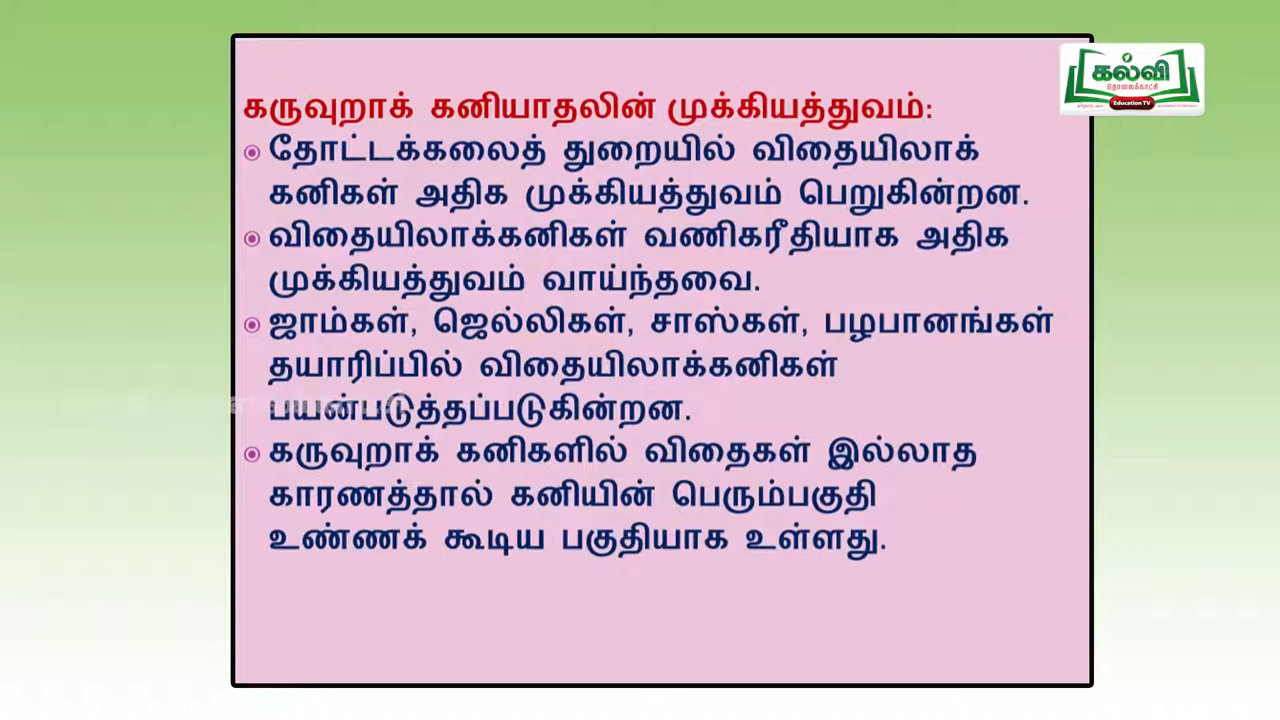 கல்வி
தொலைக்காட்சி
Education TV
கருவுறாக் கனியாதலின் முக்கியத்துவம்:
தோட்டக்கலைத் துறையில் விதையிலாக்
கனிகள் அதிக முக்கியத்துவம் பெறுகின்றன.
விதையிலாக்கனிகள் வணிகரீதியாக அதிக
முக்கியத்துவம் வாய்ந்தவை.
ஜாம்கள், ஜெல்லிகள், சாஸ்கள், பழபானங்கள்
தயாரிப்பில் விதையிலாக்கனிகள்
பயன்படுத்தப்படுகின்றன.
கருவுறாக் கனிகளில் விதைகள் இல்லாத
காரணத்தால் கனியின் பெரும்பகுதி
உண்ணக் கூடிய பகுதியாக உள்ளது.